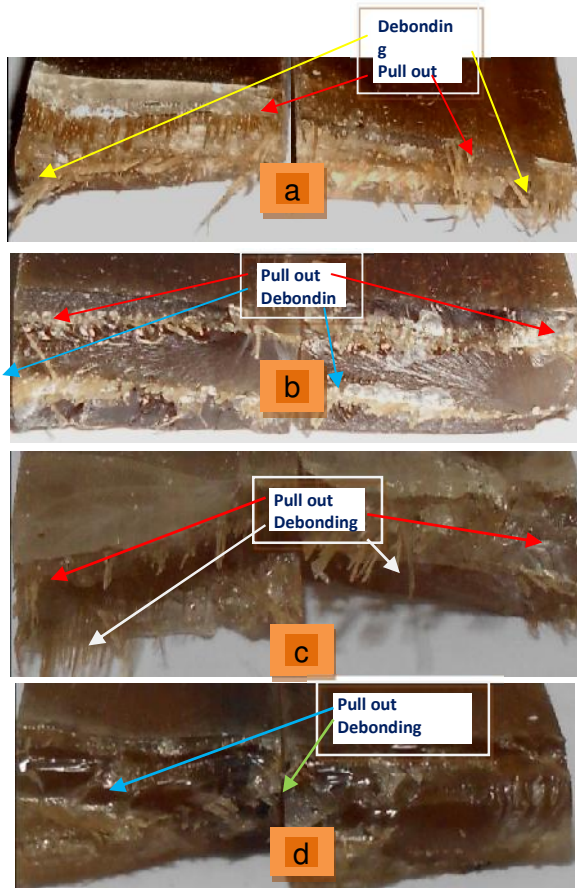 Debondin
g
Pull out
a
Pull out
Debondin
b
Pull out
Debonding
c
Pull out
Debonding
d